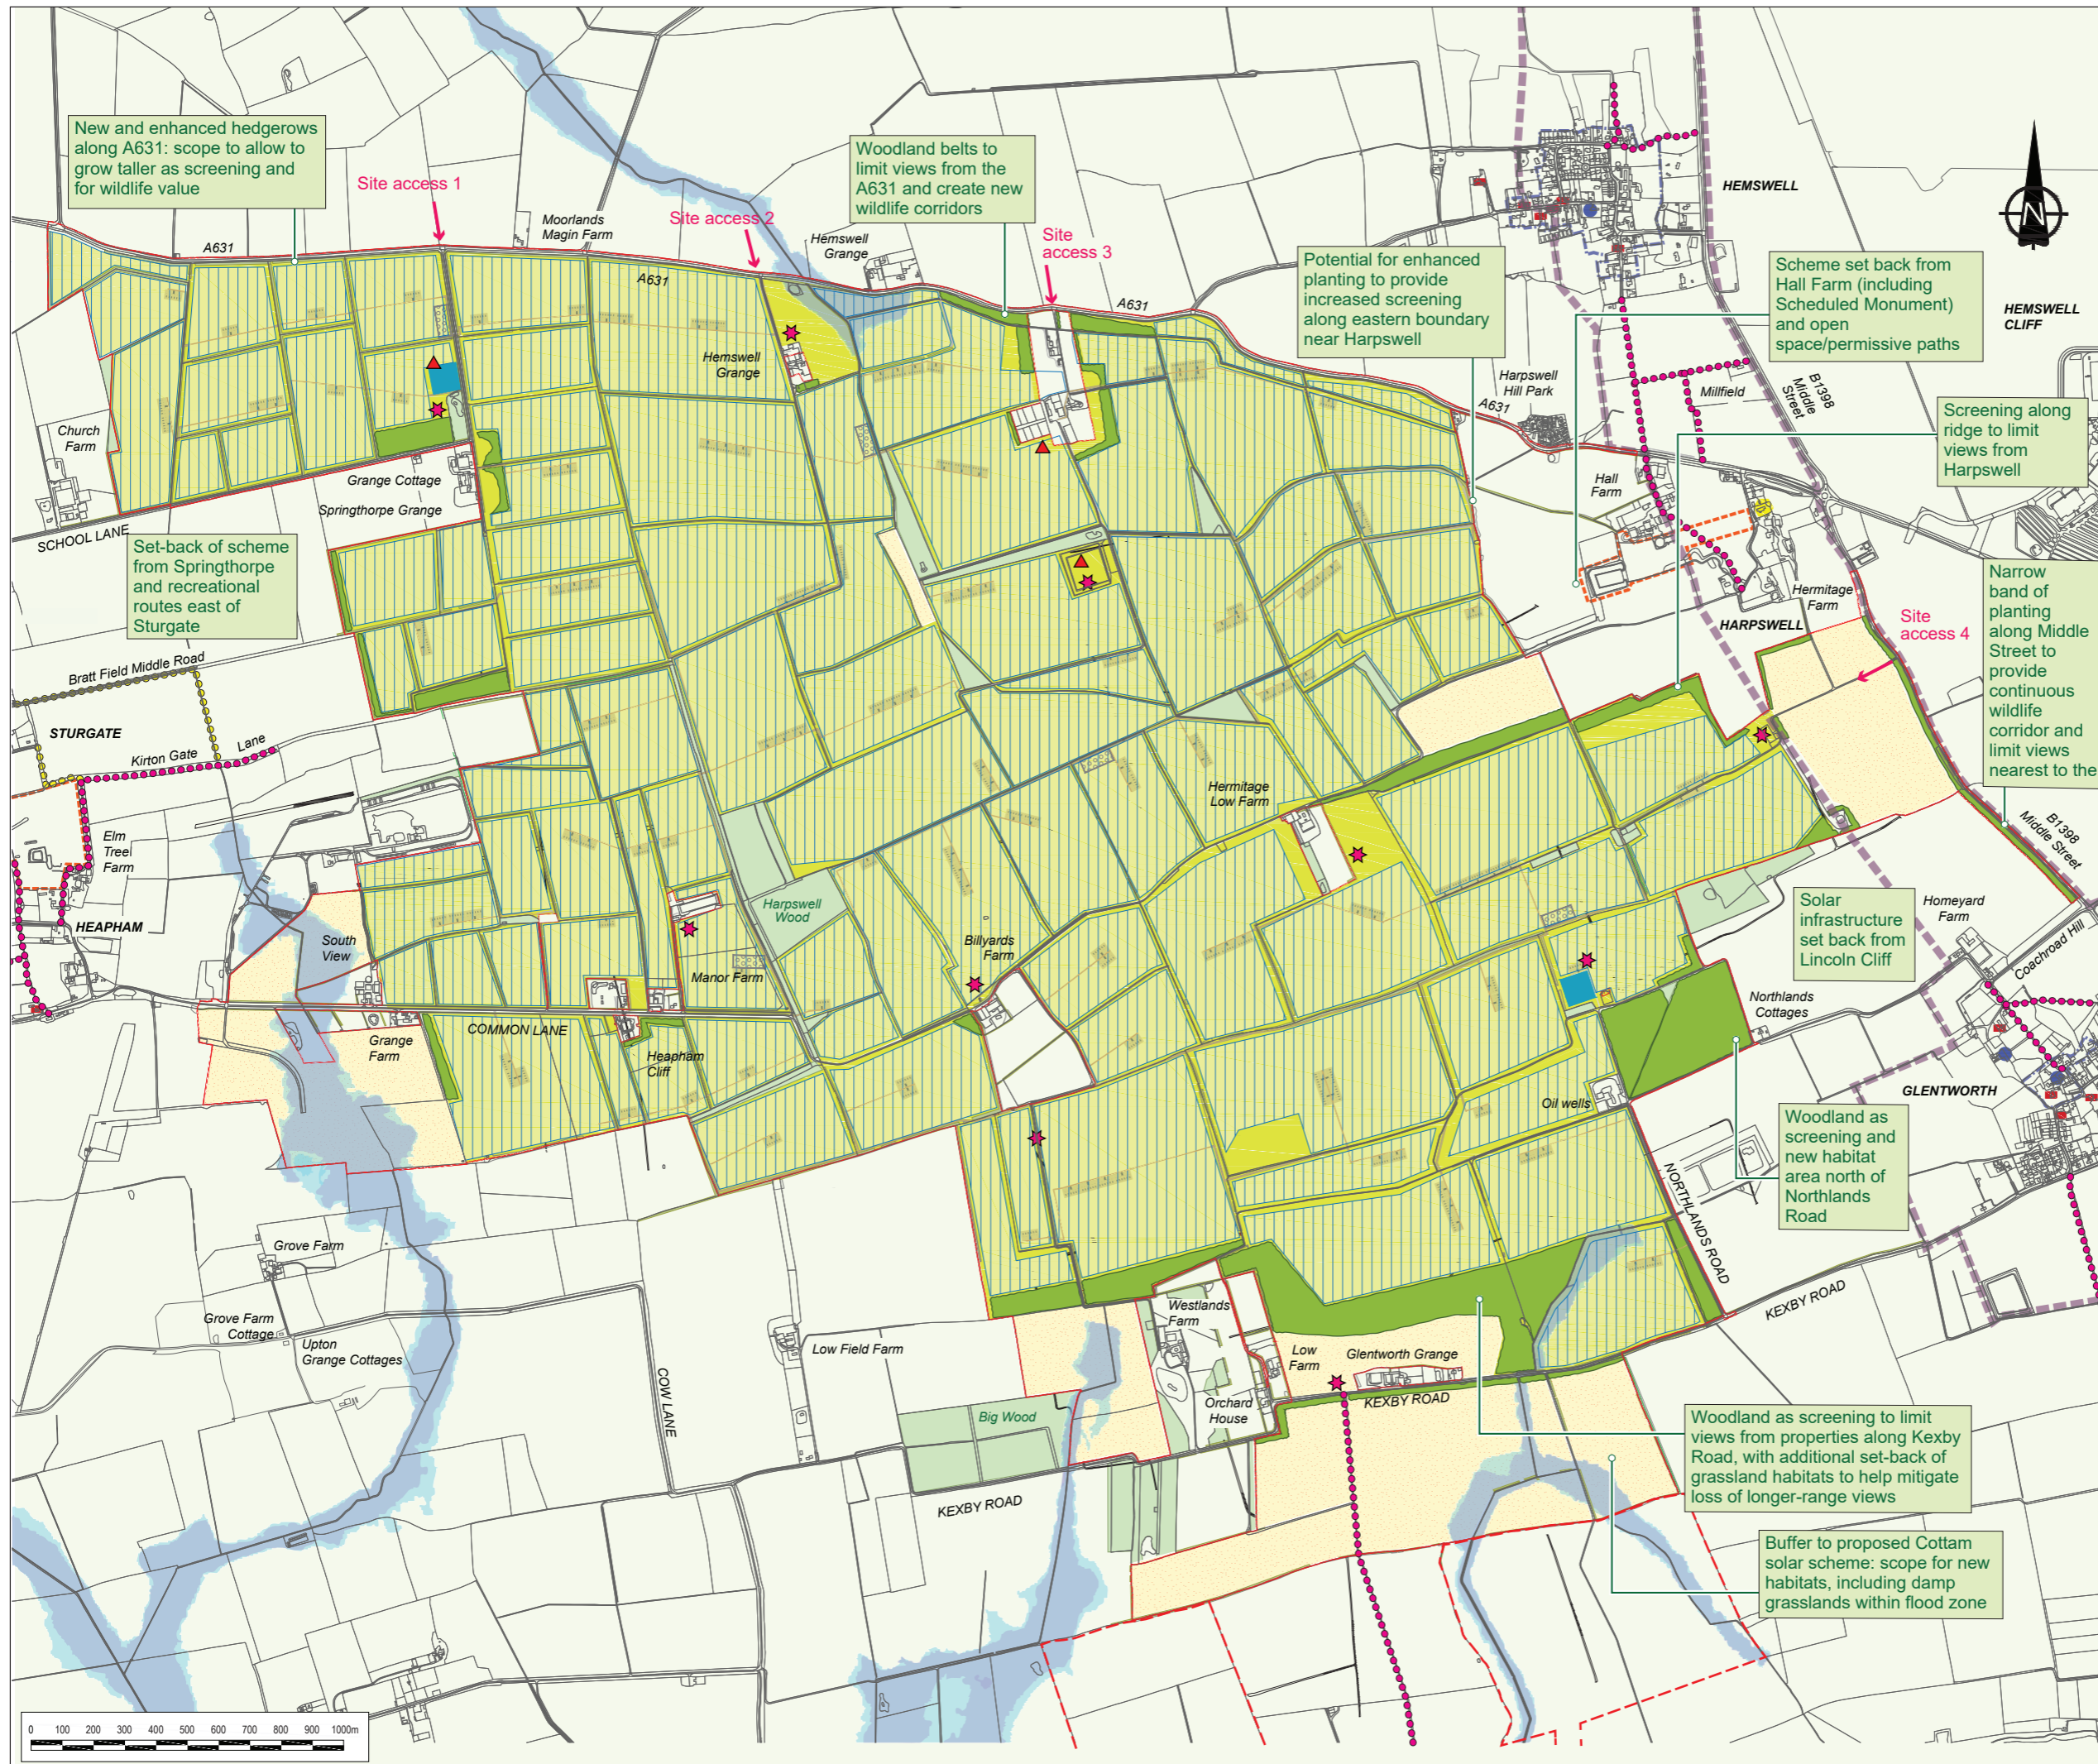 New and enhanced hedgerows
along A631: scope to allow to
grow taller as screening and
for wildlife value
Site access 1
Moorlands
Magin Farm
A631
Site access 2
A631
Woodland belts to
limit views from the
A631 and create new
wildlife corridors
Hemswell
Grange
Site
access 3
A631
HEMSWELL
Potential for enhanced
planting to provide
increased screening
along eastern boundary
near Harpswell
Scheme set back from
Hall Farm (including
Scheduled Monument)
and open
space/permissive paths
HEMSWELL
CLIFF
N
Hemswell
Grange
Harpswell
Hill Park
A631
Millfield
B1398
Middle
Street
Screening along
ridge to limit
views from
Harpswell
Church
Farm
Grange Cottage
Springthorpe Grange
SCHOOL LANE
Hall
Farm
Set-back of scheme
from Springthorpe
and recreational
routes east of
Sturgate
Hermitage
Farm
HARPSWELL
Site
access 4
Narrow
band of
planting
along Middle
Street to
provide
continuous
wildlife
corridor and
limit views
nearest to the
Bratt Field Middle Road
STURGATE
Kirton Gate
Lane
Elm
Tree
Farm
HEAPHAM
South
View
Hermitage
Low Farm
B1398
Middle Street
Harpswell
Wood
Billyards
Farm
Manor Farm
Solar
infrastructure
set back from
Lincoln Cliff
Homeyard
Farm
Coachroad Hill
Northlands
Cottages
COMMON LANE
Grange
Farm
Heapham
Cliff
Oil wells
GLENTWORTH
Woodland as
screening and
new habitat
area north of
Northlands
Road
NORTHLANDS ROAD
KEXBY ROAD
Grove Farm
Grove Farm
Cottage
Upton
Grange Cottages
COW LANE
Low Field Farm
Westlands
Farm
Low
Farm
Glentworth Grange
KEXBY ROAD
Orchard
House
Big Wood
KEXBY ROAD
Woodland as screening to limit
views from properties along Kexby
Road, with additional set-back of
grassland habitats to help mitigate
loss of longer-range views
Buffer to proposed Cottam
solar scheme: scope for new
habitats, including damp
grasslands within flood zone
0 100 200 300 400 500 600 700 800 900 1000m